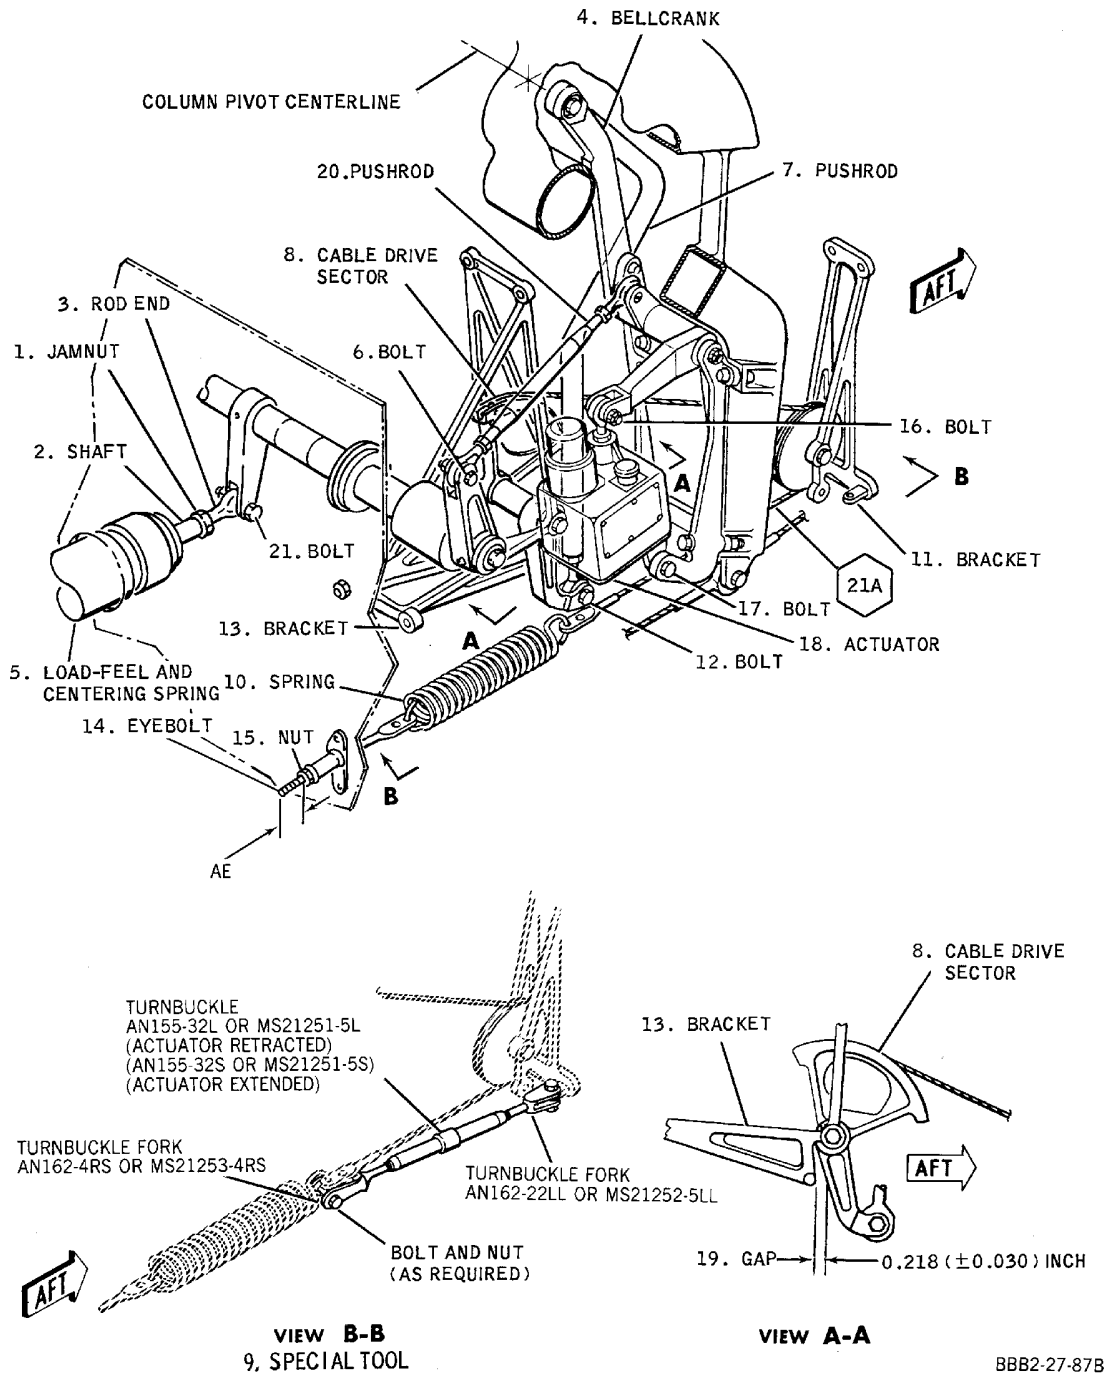 4. BELLCRANK
COLUMN PIVOT CENTERLINE
20.PUSHROD
7. PUSHROD
8. CABLE DRIVE
SECTOR
AFT
3. ROD END
1. JAMNUT
6.BOLT
2. SHAFT
16. BOLT
A
B
21.BOLT
11. BRACKET
21A
17. BOLT
13. BRACKET
A
18. ACTUATOR
12.BOLT
5. LOAD-FEEL AND
CENTERING SPRING
10. SPRING
14. EYEBOLT
15. NUT
B
AE
TURNBUCKLE
AN155-32L OR MS21251-5L
(ACTUATOR RETRACTED)
(AN155-32S OR MS21251-5S)
(ACTUATOR EXTENDED)
TURNBUCKLE FORK
AN162-4RS OR MS21253-4RS
TURNBUCKLE FORK
AN162-22LL OR MS21252-5LL
BOLT AND NUT
(AS REQUIRED)
AFT
VIEW B-B
9. SPECIAL TOOL
8. CABLE DRIVE
SECTOR
13. BRACKET
AFT
19. GAP
0.218 (±0.030) INCH
VIEW A-A
BBB2-27-87B